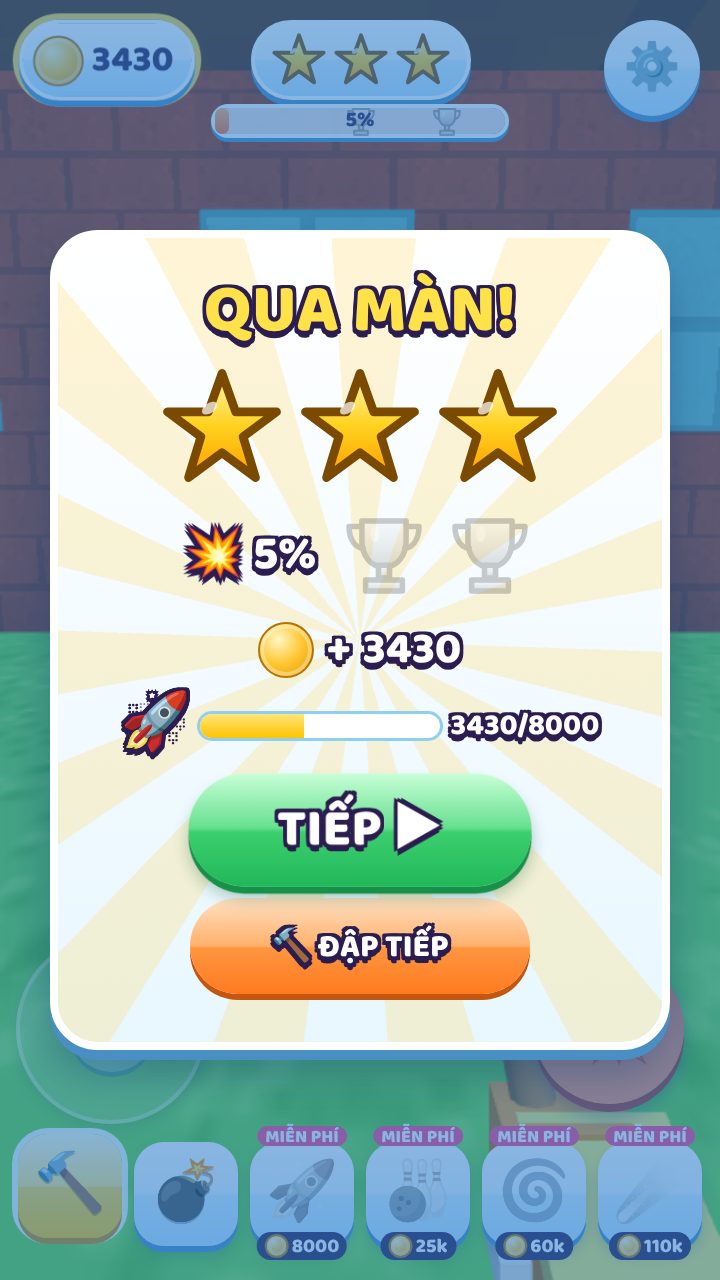 3430
5%
QUA MÀN!
5%
+ 3430
3430/8000
TIẾP
ĐẬP TIẾP
MIỄN PHÍ MIỄN PHÍ MIỄN PHÍ MIỄN PHÍ
8000 25k 60k 110k